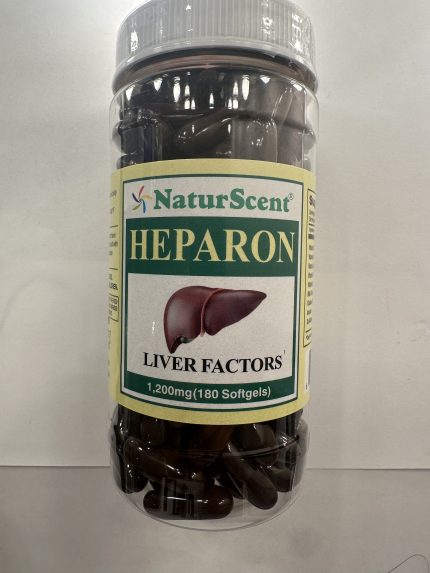 NaturScent®
HEPARON
LIVER FACTORS
1,200mg(180 Softgels)